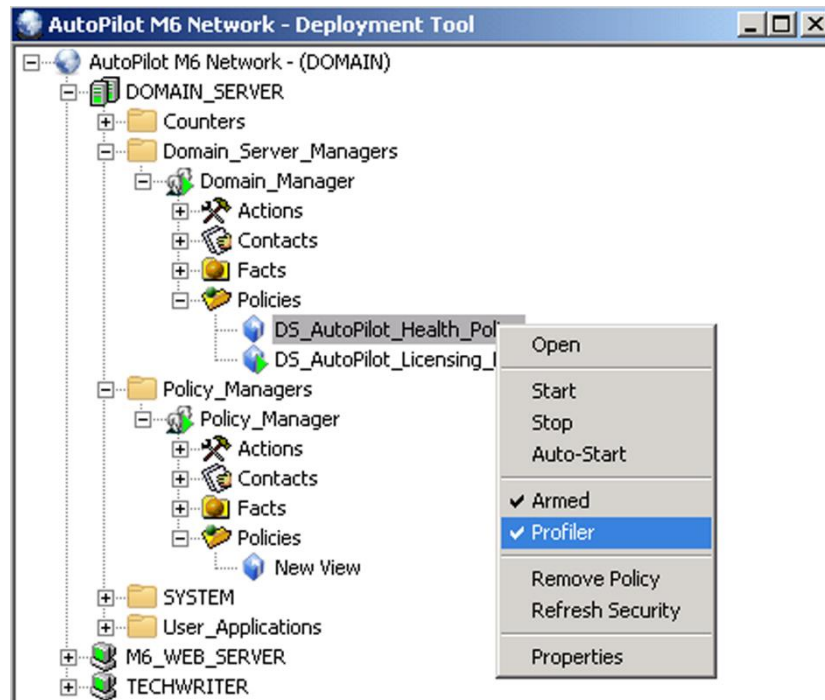 AutoPilot M6 Network - Deployment Tool
AutoPilot M6 Network - (DOMAIN)
DOMAIN_SERVER
Counters
Domain_Server_Managers
Domain_Manager
Actions
Contacts
Facts
Policies
DS_AutoPilot_Health_Poli
DS_AutoPilot_Licensing_
Policy_Managers
Policy_Manager
Actions
Contacts
Facts
Policies
New View
SYSTEM
User_Applications
M6_WEB_SERVER
TECHWRITER
Open
Start
Stop
Auto-Start
Armed
Profiler
Remove Policy
Refresh Security
Properties